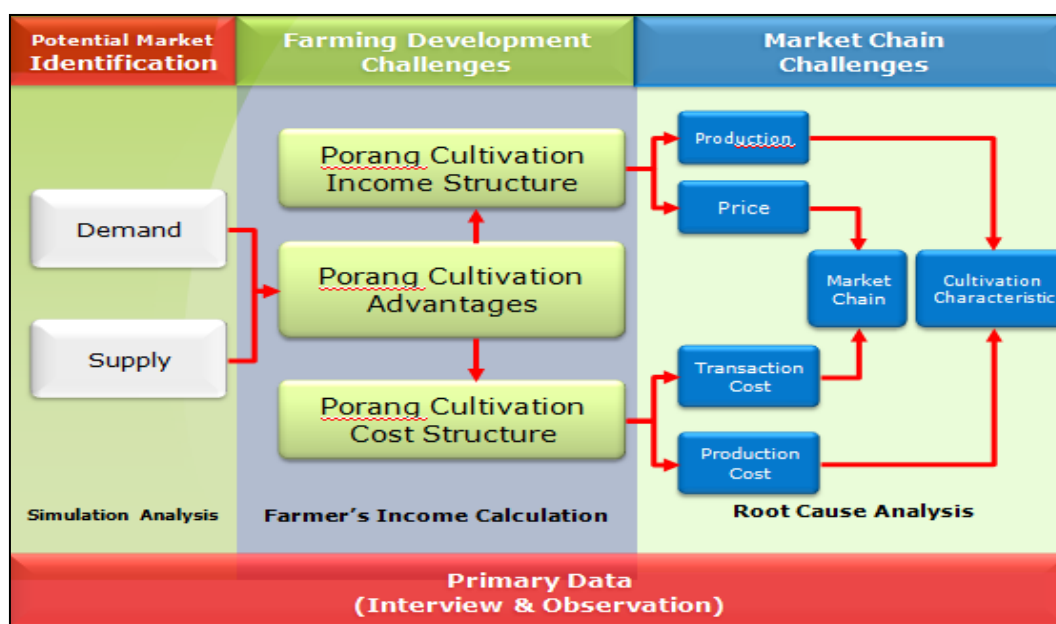 Potential Market
Identification
Farming Development
Challenges
Market Chain
Challenges
Demand
Supply
Simulation Analysis
Porang Cultivation
Income Structure
Porang Cultivation
Advantages
Porang Cultivation
Cost Structure
Farmer's Income Calculation
Production
Price
Market
Chain
Cultivation
Characteristic
Transaction
Cost
Production
Cost
Root Cause Analysis
Primary Data
(Interview & Observation)